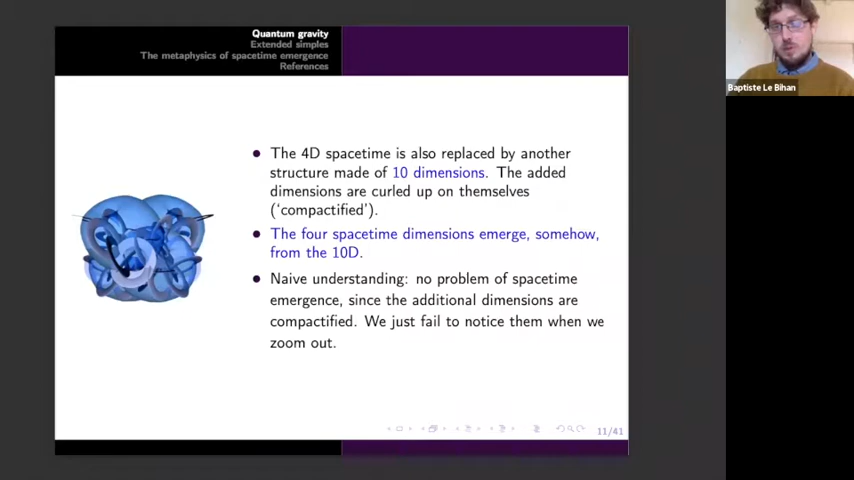 Quantum gravity
Extended simples
The metaphysics of spacetime emergence
References
Baptiste Le Bihan
• The 4D spacetime is also replaced by another
structure made of 10 dimensions. The added
dimensions are curled up on themselves
(‘compactified’).
• The four spacetime dimensions emerge, somehow,
from the 10D.
• Naive understanding: no problem of spacetime
emergence, since the additional dimensions are
compactified. We just fail to notice them when we
zoom out.
11/41